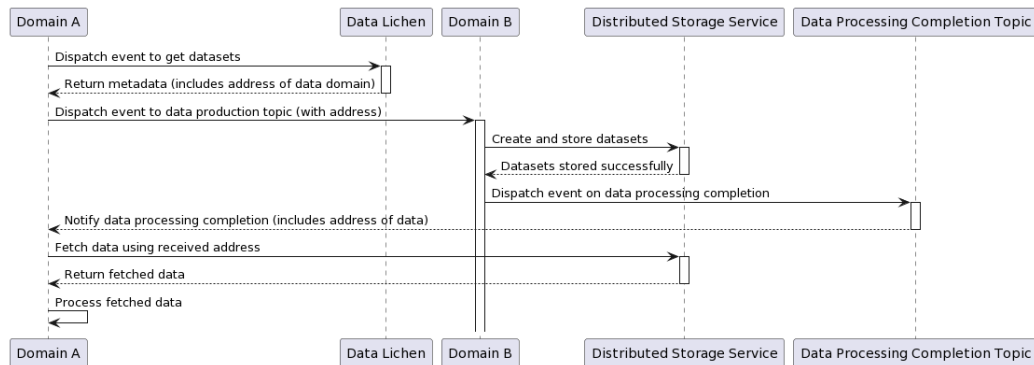 Domain A
Data Lichen
Domain B
Distributed Storage Service
Data Processing Completion Topic
Dispatch event to get datasets
Return metadata (includes address of data domain)
Dispatch event to data production topic (with address)
Create and store datasets
Datasets stored successfully
Dispatch event on data processing completion
Notify data processing completion (includes address of data)
Fetch data using received address
Return fetched data
Process fetched data
Domain A
Data Lichen
Domain B
Distributed Storage Service
Data Processing Completion Topic